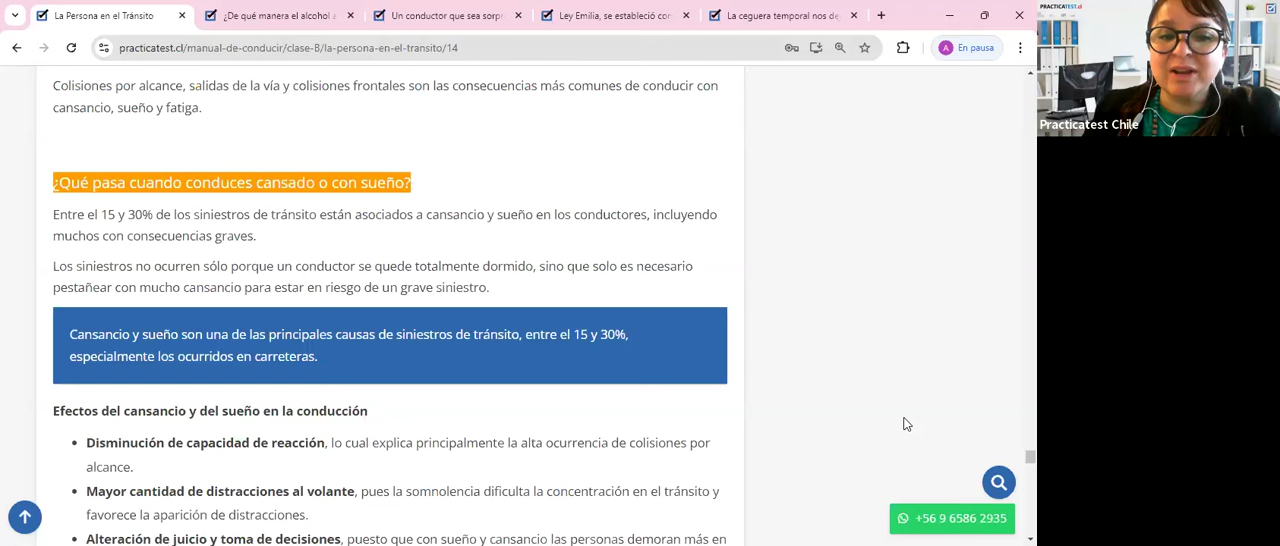 La Persona en el Tránsito
¿De qué manera el alcohol a
Un conductor que sea sorpr
Ley Emilia, se estableció cor
La ceguera temporal nos de
practicatest.cl/manual-de-conducir/clase-B/la-persona-en-el-transito/14
A
En pausa
PRACTICATEST.cl
Practicatest Chile
Colisiones por alcance, salidas de la vía y colisiones frontales son las consecuencias más comunes de conducir con
cansancio, sueño y fatiga.
¿Qué pasa cuando conduces cansado o con sueño?
Entre el 15 y 30% de los siniestros de tránsito están asociados a cansancio y sueño en los conductores, incluyendo
muchos con consecuencias graves.
Los siniestros no ocurren sólo porque un conductor se quede totalmente dormido, sino que solo es necesario
pestañear con mucho cansancio para estar en riesgo de un grave siniestro.
Cansancio y sueño son una de las principales causas de siniestros de tránsito, entre el 15 y 30%,
especialmente los ocurridos en carreteras.
Efectos del cansancio y del sueño en la conducción
• Disminución de capacidad de reacción, lo cual explica principalmente la alta ocurrencia de colisiones por
alcance.
• Mayor cantidad de distracciones al volante, pues la somnolencia dificulta la concentración en el tránsito y
favorece la aparición de distracciones.
• Alteración de juicio y toma de decisiones, puesto que con sueño y cansancio las personas demoran más en
+56 9 6586 2935